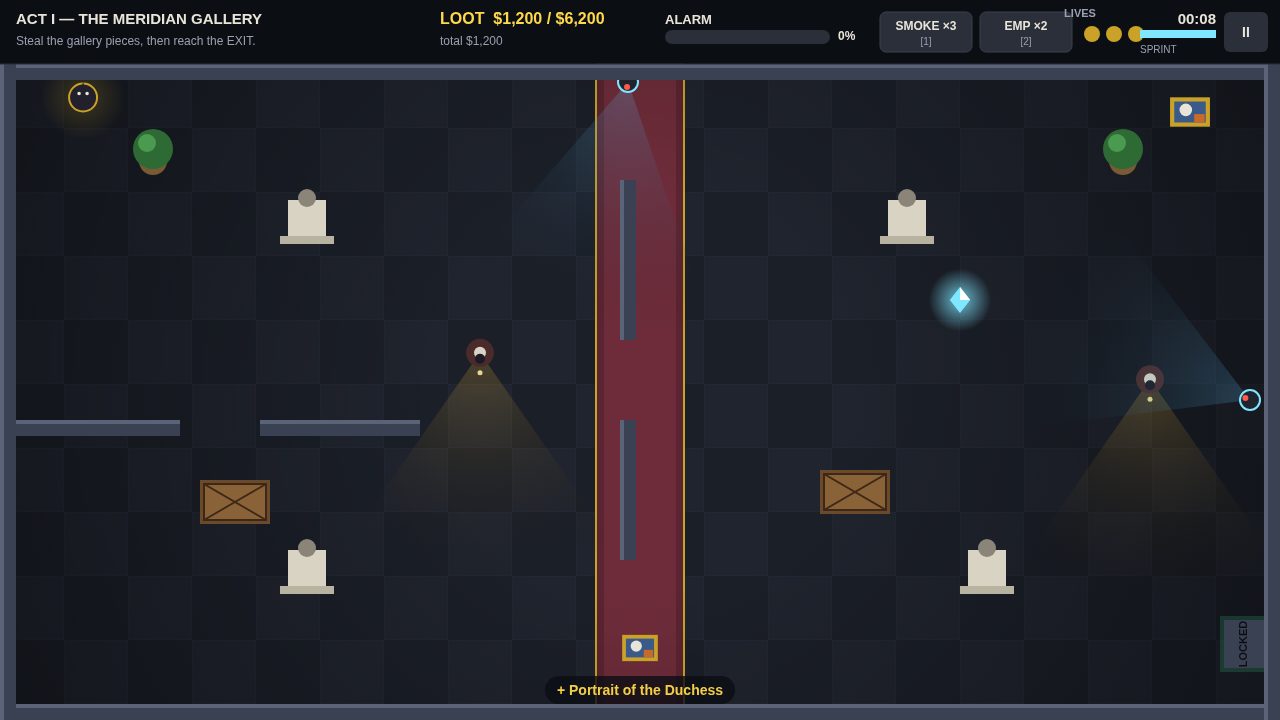 ACT I — THE MERIDIAN GALLERY
Steal the gallery pieces, then reach the EXIT.
LOOT $1,200 / $6,200
total $1,200
ALARM
0%
SMOKE ×3
[1]
EMP ×2
[2]
LIVES
00:08
SPRINT
II
LOCKED
+ Portrait of the Duchess